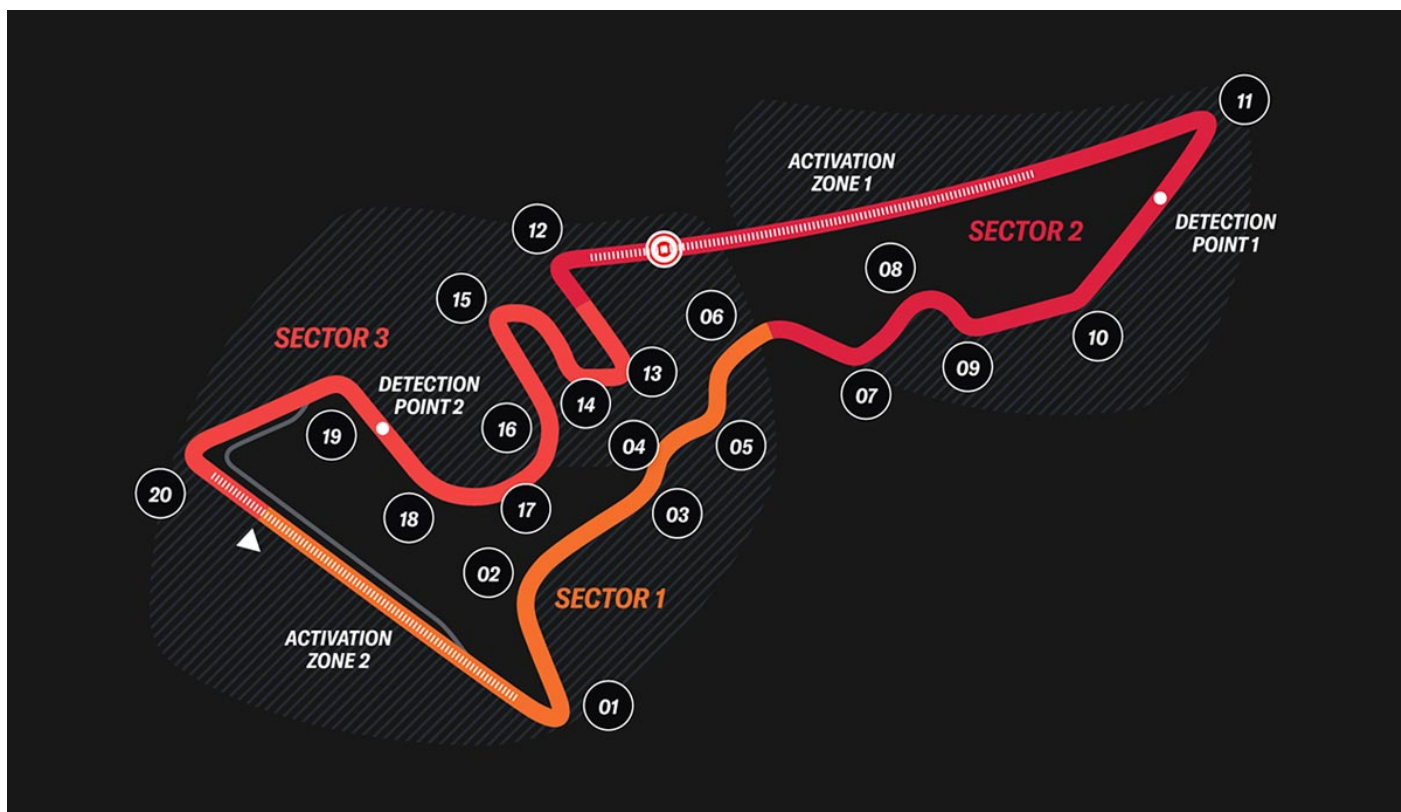 11
ACTIVATION
ZONE 1
12
SECTOR 2
DETECTION
POINT 1
08
15
06
SECTOR 3
10
13
09
DETECTION
POINT 2
07
14
16
19
04
05
20
17
03
18
02
SECTOR 1
ACTIVATION
ZONE 2
01